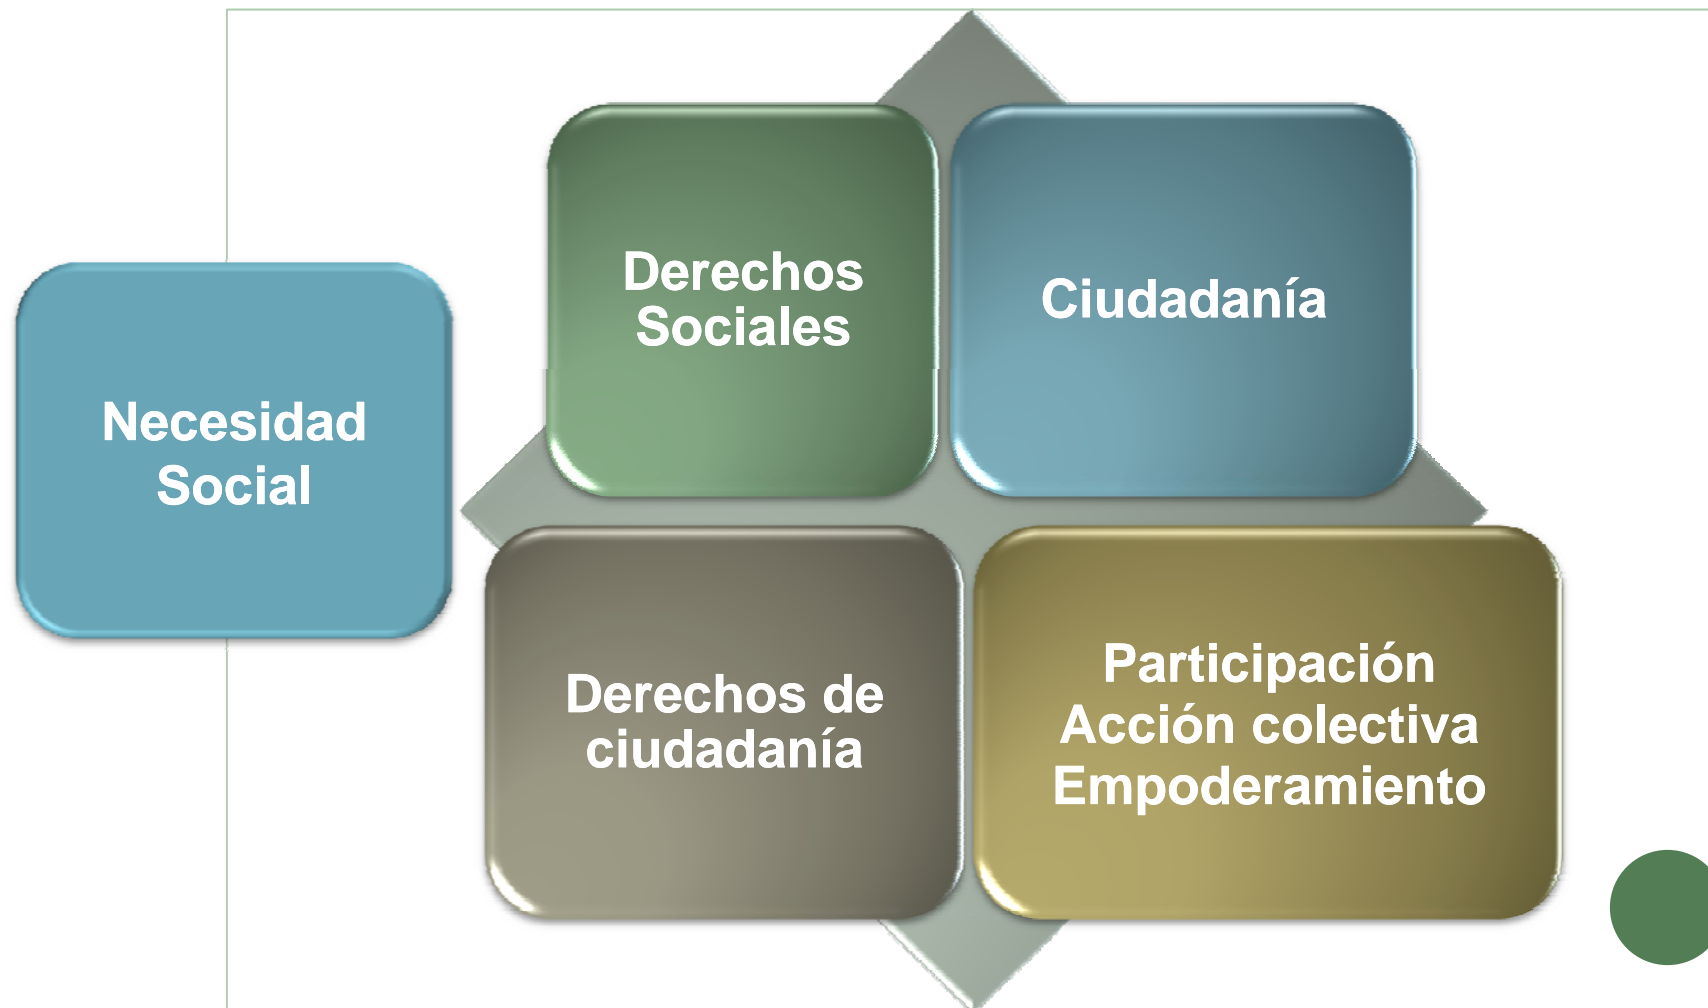 Necesidad
Social
Derechos
Sociales
Ciudadanía
Derechos de
ciudadanía
Participación
Acción colectiva
Empoderamiento